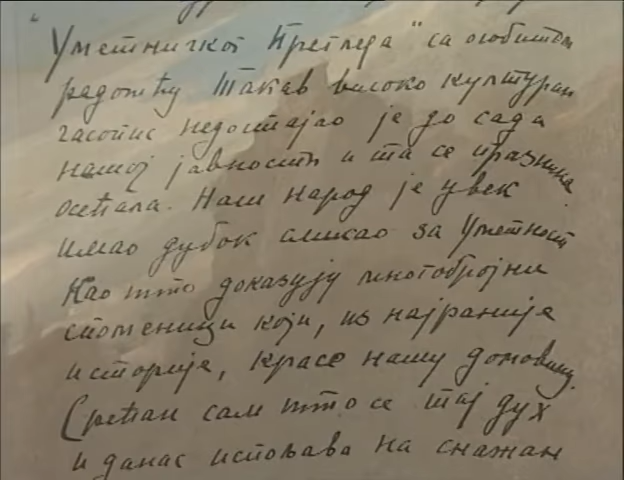 Уметничког Прегледа" са особитом
радошћу Такав високо културан
часопис недостајао је до сада
нашој јавности и та се празнина
осећала. Наш народ је увек
имао дубок смисао за Уметност
Као што доказују многобројни
споменици који, из најраније
историје, красе нашу домовину.
Срећан сам што се тај дух
и данас испољава на снажан